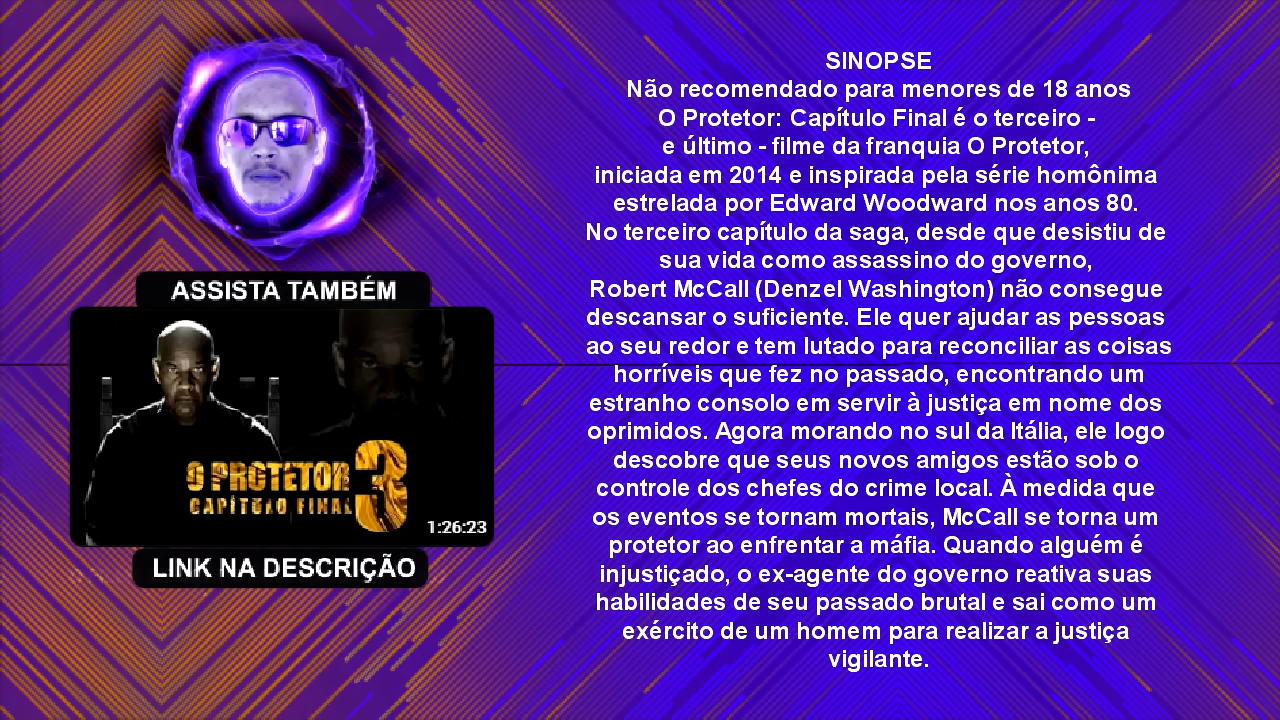 ASSISTA TAMBÉM
O PROTETOR 3
CAPÍTULO FINAL
1:26:23
LINK NA DESCRIÇÃO
SINOPSE
Não recomendado para menores de 18 anos
O Protetor: Capítulo Final é o terceiro -
e último - filme da franquia O Protetor,
iniciada em 2014 e inspirada pela série homônima
estrelada por Edward Woodward nos anos 80.
No terceiro capítulo da saga, desde que desistiu de
sua vida como assassino do governo,
Robert McCall (Denzel Washington) não consegue
descansar o suficiente. Ele quer ajudar as pessoas
ao seu redor e tem lutado para reconciliar as coisas
horríveis que fez no passado, encontrando um
estranho consolo em servir à justiça em nome dos
oprimidos. Agora morando no sul da Itália, ele logo
descobre que seus novos amigos estão sob o
controle dos chefes do crime local. À medida que
os eventos se tornam mortais, McCall se torna um
protetor ao enfrentar a máfia. Quando alguém é
injustiçado, o ex-agente do governo reativa suas
habilidades de seu passado brutal e sai como um
exército de um homem para realizar a justiça
vigilante.